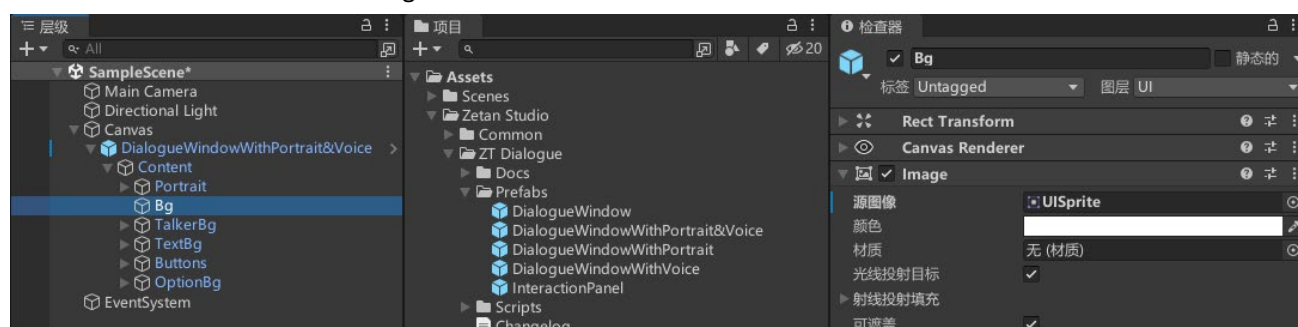 层级
All
SampleScene*
Main Camera
Directional Light
Canvas
DialogueWindowWithPortrait&Voice
Content
Portrait
Bg
TalkerBg
TextBg
Buttons
OptionBg
EventSystem
项目
20
Assets
Scenes
Zetan Studio
Common
ZT Dialogue
Docs
Prefabs
DialogueWindow
DialogueWindowWithPortrait&Voice
DialogueWindowWithPortrait
DialogueWindowWithVoice
InteractionPanel
Scripts
Changelog
检查器
Bg 静态的
标签 Untagged 图层 UI
Rect Transform
Canvas Renderer
Image
源图像 UISprite
颜色
材质 无 (材质)
光线投射目标
射线投射填充
可遮盖